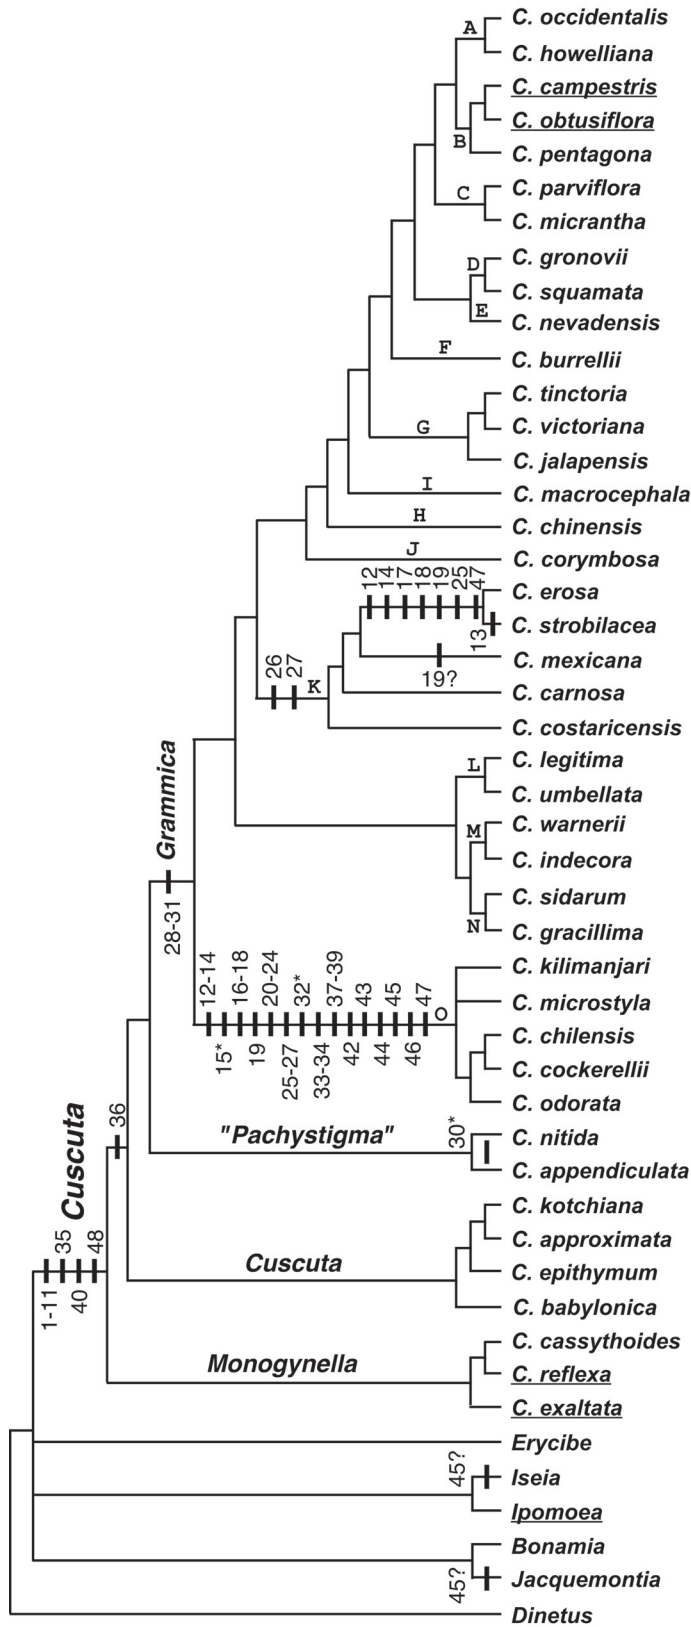 A
C. occidentalis
C. howelliana
C. campestris
C. obtusiflora
B
C. pentagona
C. parviflora
C
C. micrantha
C. gronovii
D
C. squamata
E
C. nevadensis
F
C. burrellii
C. tinctoria
C. victoriana
G
C. jalapensis
I
C. macrocephala
H
C. chinensis
J
C. corymbosa
12 14 17 18 19 25 47
C. erosa
13
C. strobilacea
C. mexicana
19?
26 27
K
C. carnosa
C. costaricensis
C. legitima
L
C. umbellata
C. warnerii
M
C. indecora
C. sidarum
N
C. gracillima
Grammica
28-31
C. kilimanjari
12-14 16-18 20-24 32* 37-39 43 45 47
O
C. microstyla
15* 19 25-27 33-34 42 44 46
C. chilensis
C. cockerellii
C. odorata
36
"Pachystigma"
30*
C. nitida
C. appendiculata
C. kotchiana
Cuscuta
C. approximata
35 48
Cuscuta
C. epithymum
1-11 40
C. babylonica
C. cassythoides
Monogynella
C. reflexa
C. exaltata
Erycibe
45?
Iseia
Ipomoea
Bonamia
45?
Jacquemontia
Dinetus